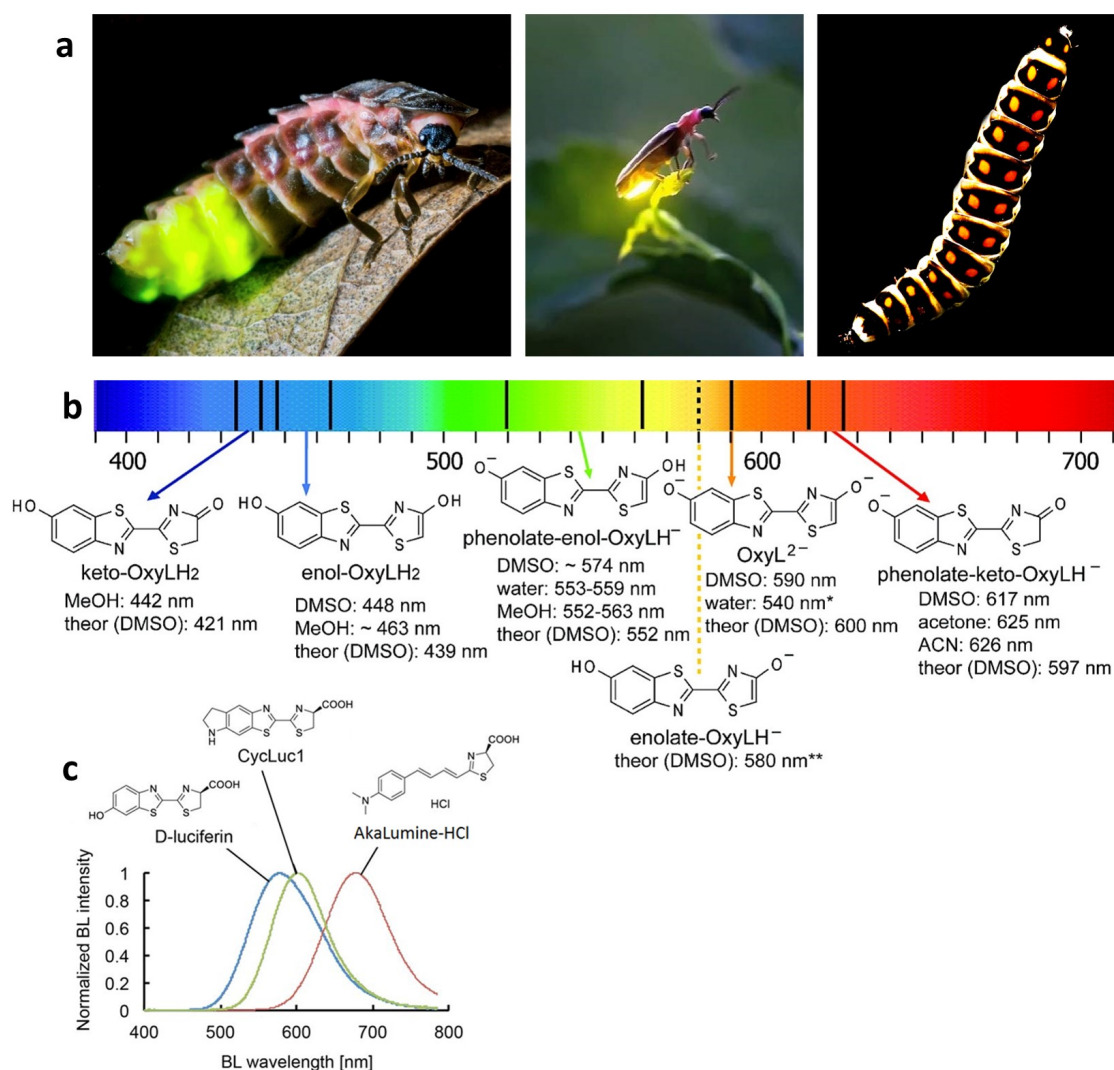 a
b
400 500 600 700
HO
S
N
N
S
O
keto-OxyLH2
MeOH: 442 nm
theor (DMSO): 421 nm
HO
S
N
N
S
OH
enol-OxyLH2
DMSO: 448 nm
MeOH: ~ 463 nm
theor (DMSO): 439 nm
O−
S
N
N
S
OH
phenolate-enol-OxyLH−
DMSO: ~ 574 nm
water: 553-559 nm
MeOH: 552-563 nm
theor (DMSO): 552 nm
O−
S
N
N
S
O−
OxyL2−
DMSO: 590 nm
water: 540 nm*
theor (DMSO): 600 nm
O−
S
N
N
S
O
phenolate-keto-OxyLH−
DMSO: 617 nm
acetone: 625 nm
ACN: 626 nm
theor (DMSO): 597 nm
HO
S
N
N
S
O−
enolate-OxyLH−
theor (DMSO): 580 nm**
c
HO
N
S
N
S
COOH
D-luciferin
N
H
N
S
N
S
COOH
CycLuc1
N
N
S
COOH
HCl
AkaLumine-HCl
Normalized BL intensity
1
0.8
0.6
0.4
0.2
0
400 500 600 700 800
BL wavelength [nm]